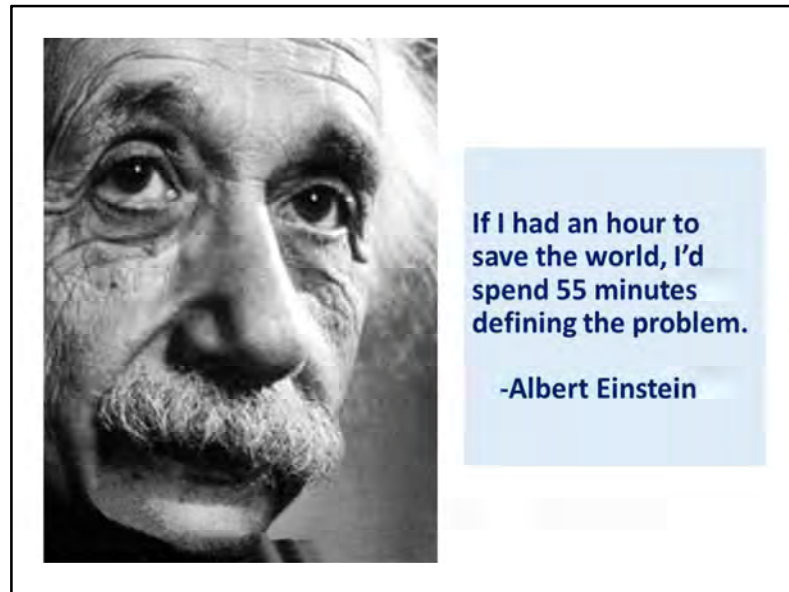 If I had an hour to
save the world, I’d
spend 55 minutes
defining the problem.
-Albert Einstein